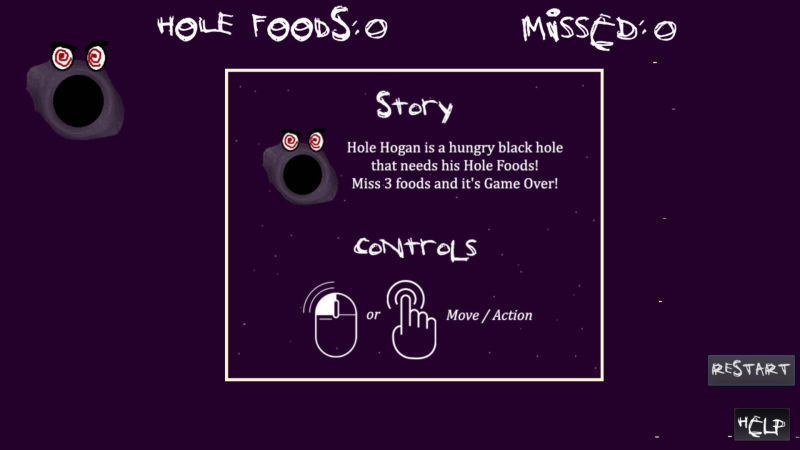 HOLE FOODS:0
MiSSED:0
Story
Hole Hogan is a hungry black hole
that needs his Hole Foods!
Miss 3 foods and it's Game Over!
CONTROLS
or
Move / Action
RESTART
HELP